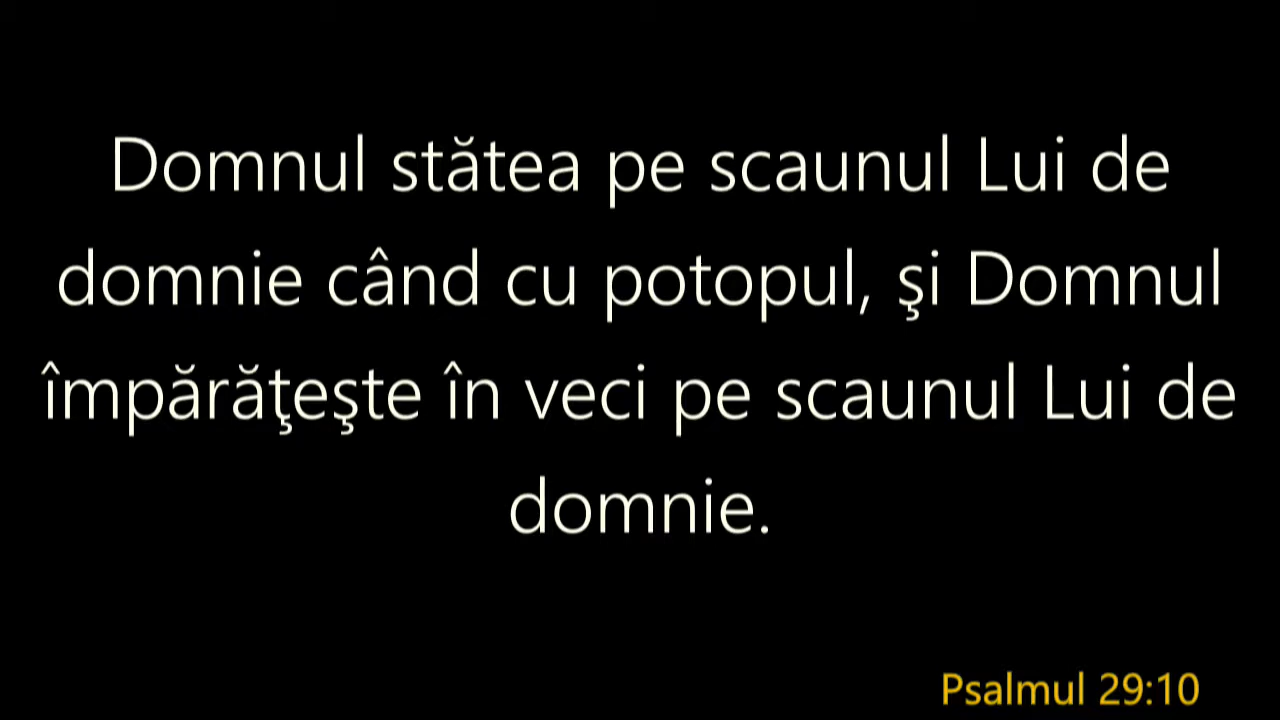 Domnul stătea pe scaunul Lui de
domnie când cu potopul, şi Domnul
împărăţeşte în veci pe scaunul Lui de
domnie.
Psalmul 29:10